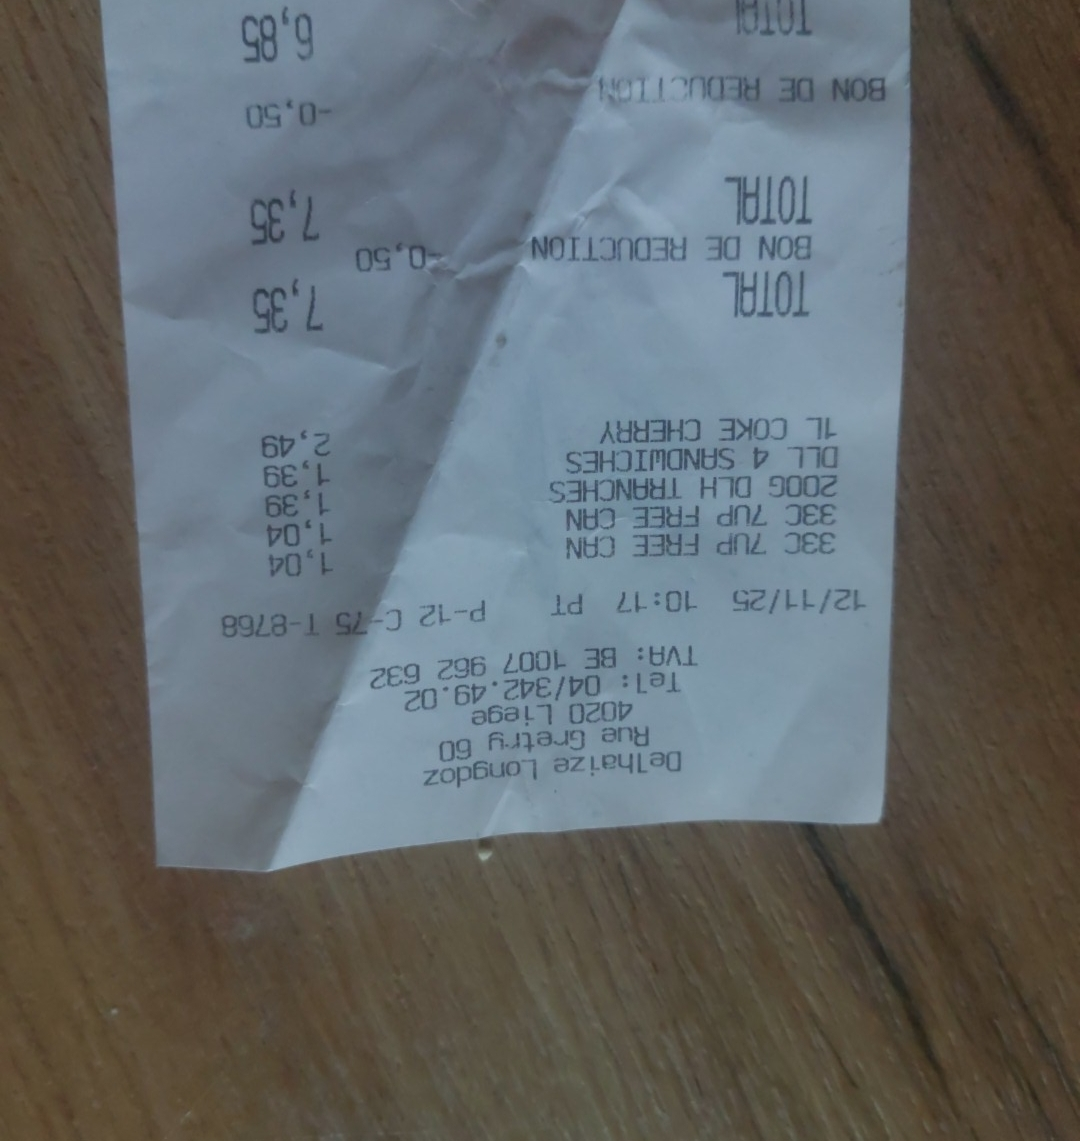 Delhaize Longdoz
Rue Gretry 60
4020 Liege
Tel: 04/342.49.02
TVA: BE 1007 962 632
12/11/25 10:17 PT P-12 C-75 T-8768
33C 7UP FREE CAN 1,04
33C 7UP FREE CAN 1,04
200G DLH TRANCHES 1,39
DLL 4 SANDWICHES 1,39
1L COKE CHERRY 2,49
TOTAL 7,35
BON DE REDUCTION -0,50
TOTAL 7,35
BON DE REDUCTION -0,50
TOTAL 6,85